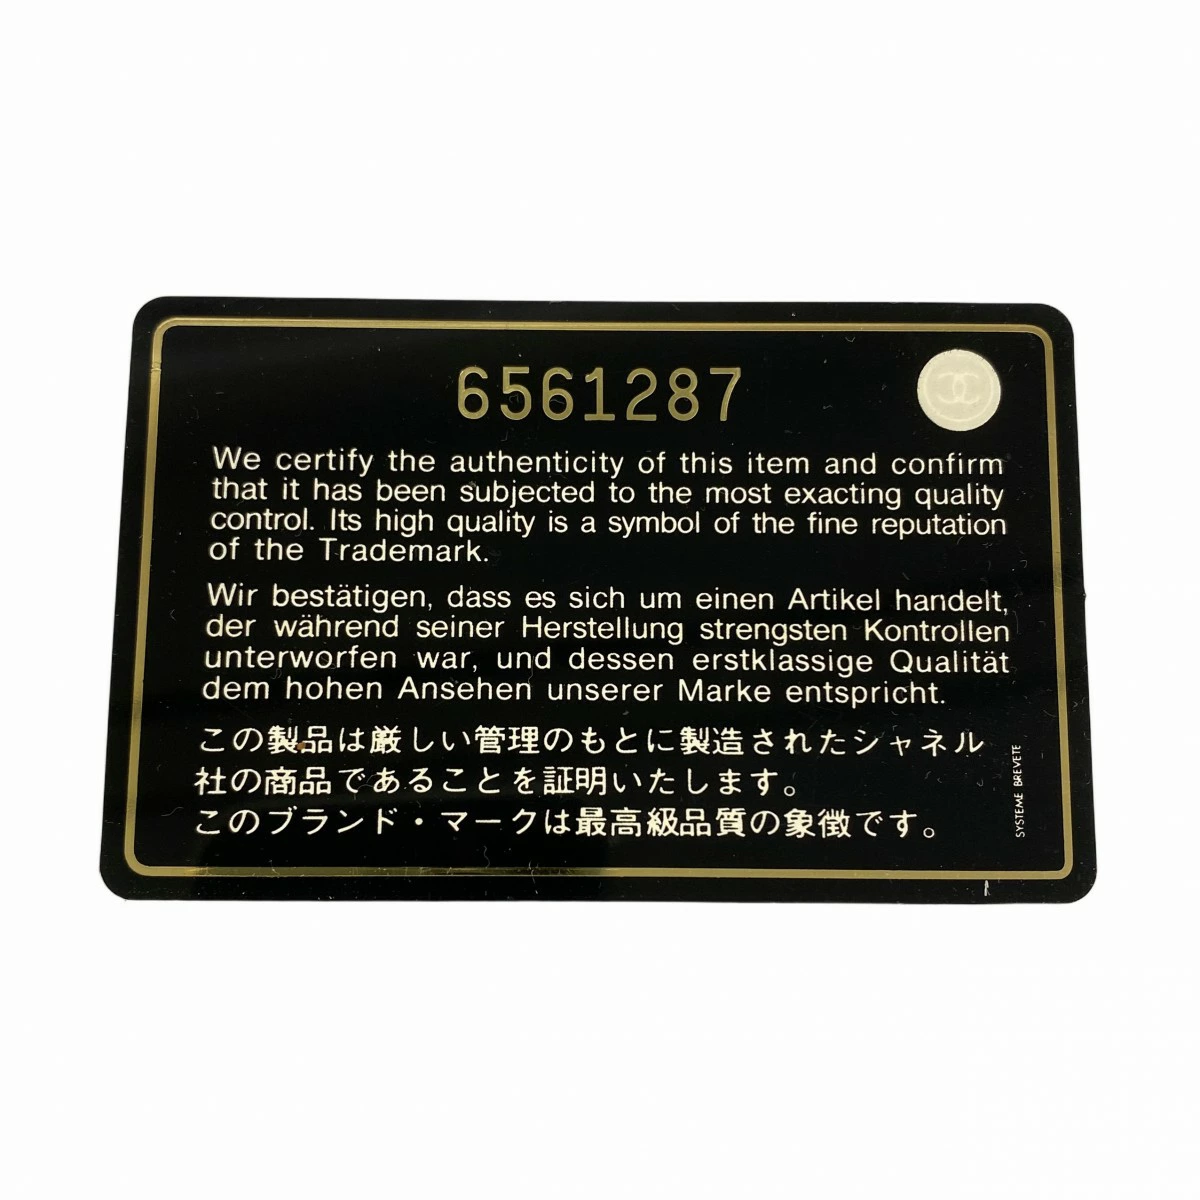 6561287
We certify the authenticity of this item and confirm
that it has been subjected to the most exacting quality
control. Its high quality is a symbol of the fine reputation
of the Trademark.
Wir bestätigen, dass es sich um einen Artikel handelt,
der während seiner Herstellung strengsten Kontrollen
unterworfen war, und dessen erstklassige Qualität
dem hohen Ansehen unserer Marke entspricht.
この製品は厳しい管理のもとに製造されたシャネル
社の商品であることを証明いたします。
このブランド・マークは最高級品質の象徴です。
SYSTEME BREVETE